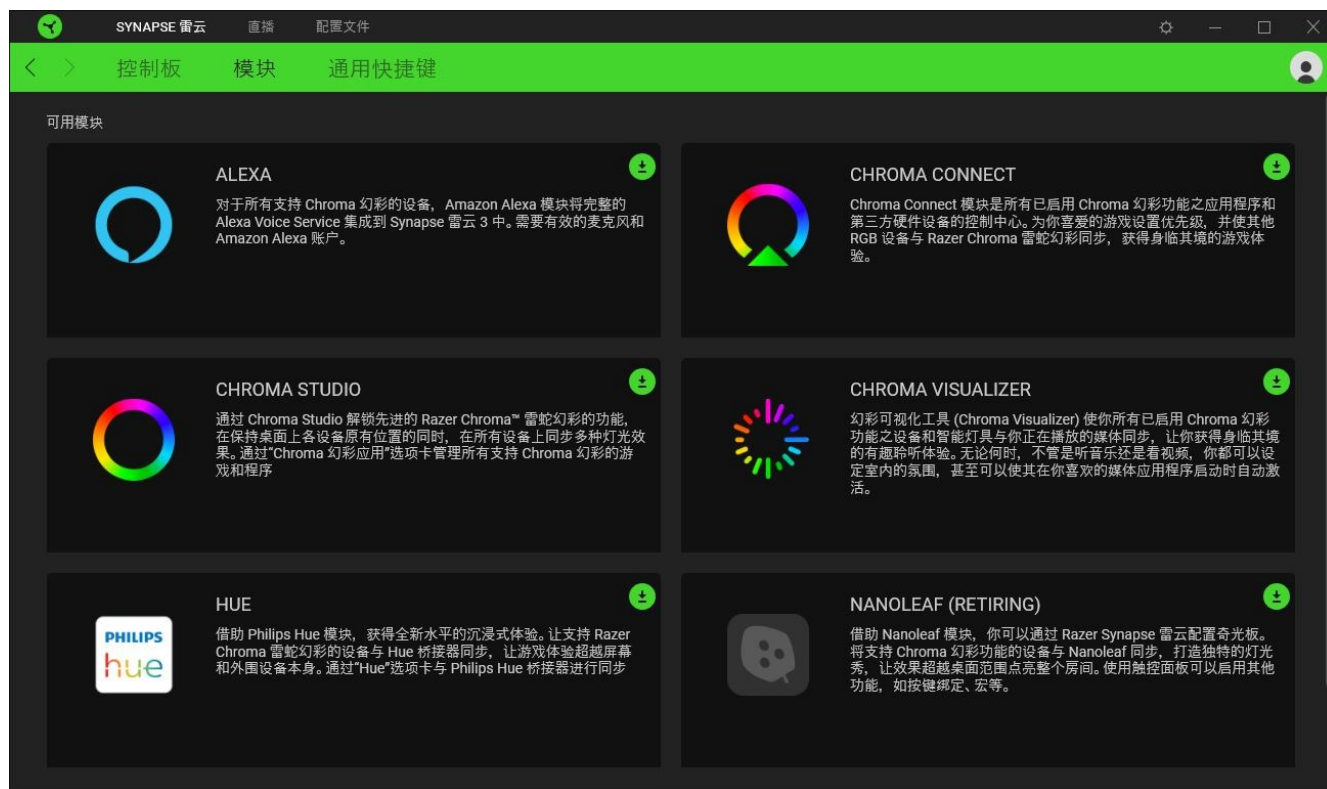 SYNAPSE 雷云 直播 配置文件
控制板 模块 通用快捷键
可用模块
ALEXA
对于所有支持 Chroma 幻彩的设备，Amazon Alexa 模块将完整的
Alexa Voice Service 集成到 Synapse 雷云 3 中。需要有效的麦克风和
Amazon Alexa 账户。
CHROMA CONNECT
Chroma Connect 模块是所有已启用 Chroma 幻彩功能之应用程序和
第三方硬件设备的控制中心。为你喜爱的游戏设置优先级，并使其他
RGB 设备与 Razer Chroma 雷蛇幻彩同步，获得身临其境的游戏体
验。
CHROMA STUDIO
通过 Chroma Studio 解锁先进的 Razer Chroma™ 雷蛇幻彩的功能，
在保持桌面上各设备原有位置的同时，在所有设备上同步多种灯光效
果。通过“Chroma 幻彩应用”选项卡管理所有支持 Chroma 幻彩的游
戏和程序
CHROMA VISUALIZER
幻彩可视化工具 (Chroma Visualizer) 使你所有已启用 Chroma 幻彩
功能之设备和智能灯具与你正在播放的媒体同步，让你获得身临其境
的有趣聆听体验。无论何时，不管是听音乐还是看视频，你都可以设
定室内的氛围，甚至可以使其在你喜欢的媒体应用程序启动时自动激
活。
PHILIPS
hue
HUE
借助 Philips Hue 模块，获得全新水平的沉浸式体验。让支持 Razer
Chroma 雷蛇幻彩的设备与 Hue 桥接器同步，让游戏体验超越屏幕
和外围设备本身。通过“Hue”选项卡与 Philips Hue 桥接器进行同步
NANOLEAF (RETIRING)
借助 Nanoleaf 模块，你可以通过 Razer Synapse 雷云配置奇光板。
将支持 Chroma 幻彩功能的设备与 Nanoleaf 同步，打造独特的灯光
秀，让效果超越桌面范围点亮整个房间。使用触控面板可以启用其他
功能，如按键绑定、宏等。